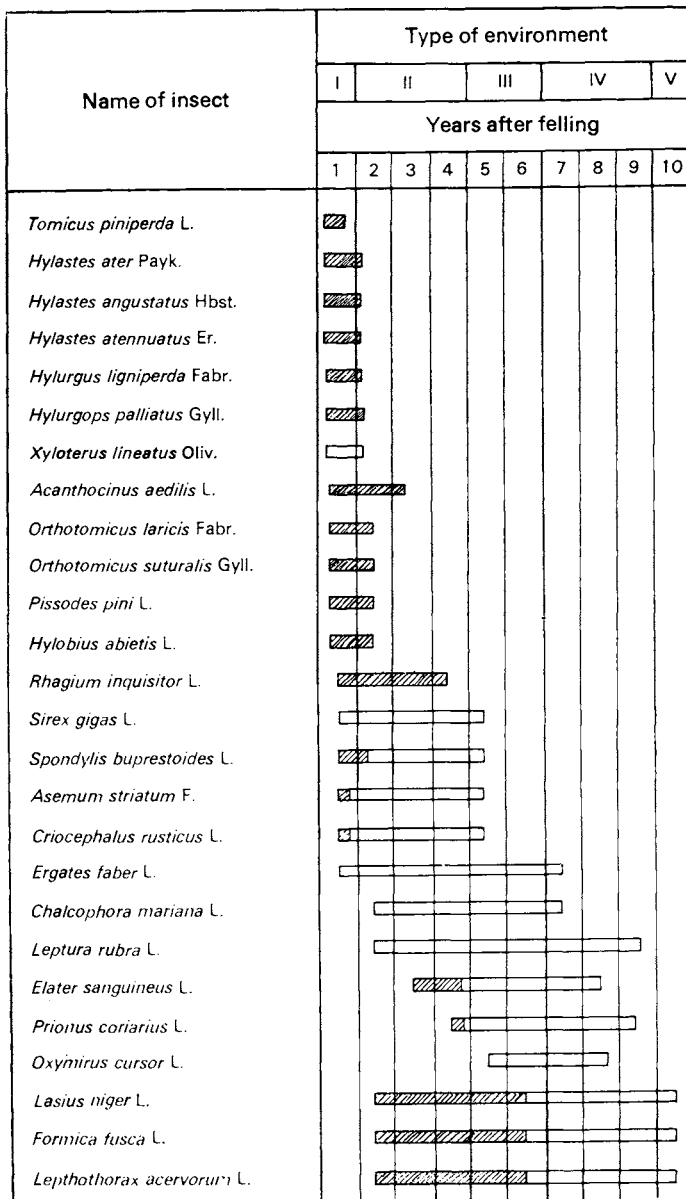 Type of environment
Name of insect
I II III IV V
Years after felling
1 2 3 4 5 6 7 8 9 10
Tomicus piniperda L.
Hylastes ater Payk.
Hylastes angustatus Hbst.
Hylastes atennuatus Er.
Hylurgus ligniperda Fabr.
Hylurgops palliatus Gyll.
Xyloterus lineatus Oliv.
Acanthocinus aedilis L.
Orthotomicus laricis Fabr.
Orthotomicus suturalis Gyll.
Pissodes pini L.
Hylobius abietis L.
Rhagium inquisitor L.
Sirex gigas L.
Spondylis buprestoides L.
Asemum striatum F.
Criocephalus rusticus L.
Ergates faber L.
Chalcophora mariana L.
Leptura rubra L.
Elater sanguineus L.
Prionus coriarius L.
Oxymirus cursor L.
Lasius niger L.
Formica fusca L.
Lepthothorax acervorum L.